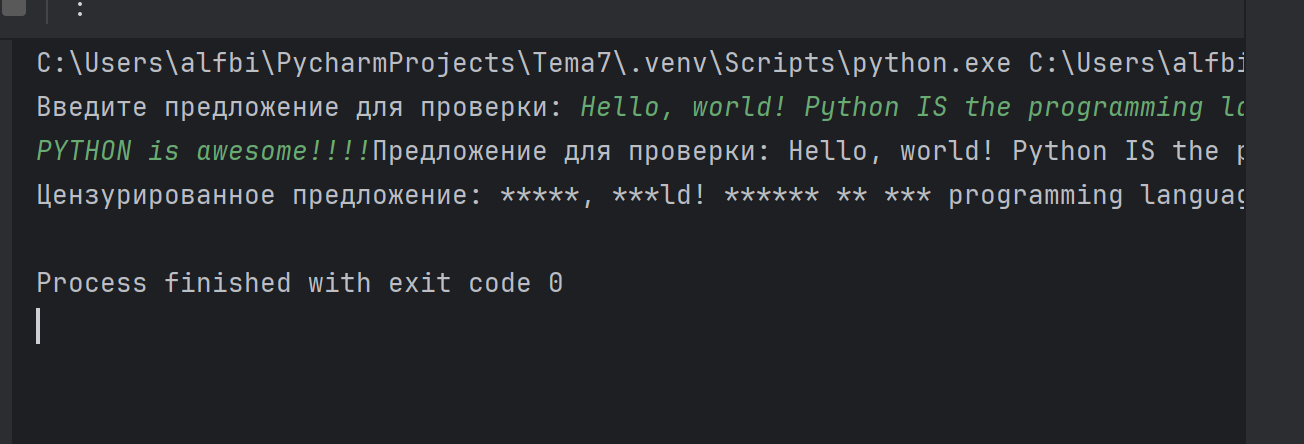 C:\Users\alfbi\PycharmProjects\Tema7\.venv\Scripts\python.exe C:\Users\alfbi
Введите предложение для проверки: Hello, world! Python IS the programming
PYTHON is awesome!!!!Предложение для проверки: Hello, world! Python IS the
Цензурированное предложение: *****, ***ld! ****** ** *** programming
Process finished with exit code 0